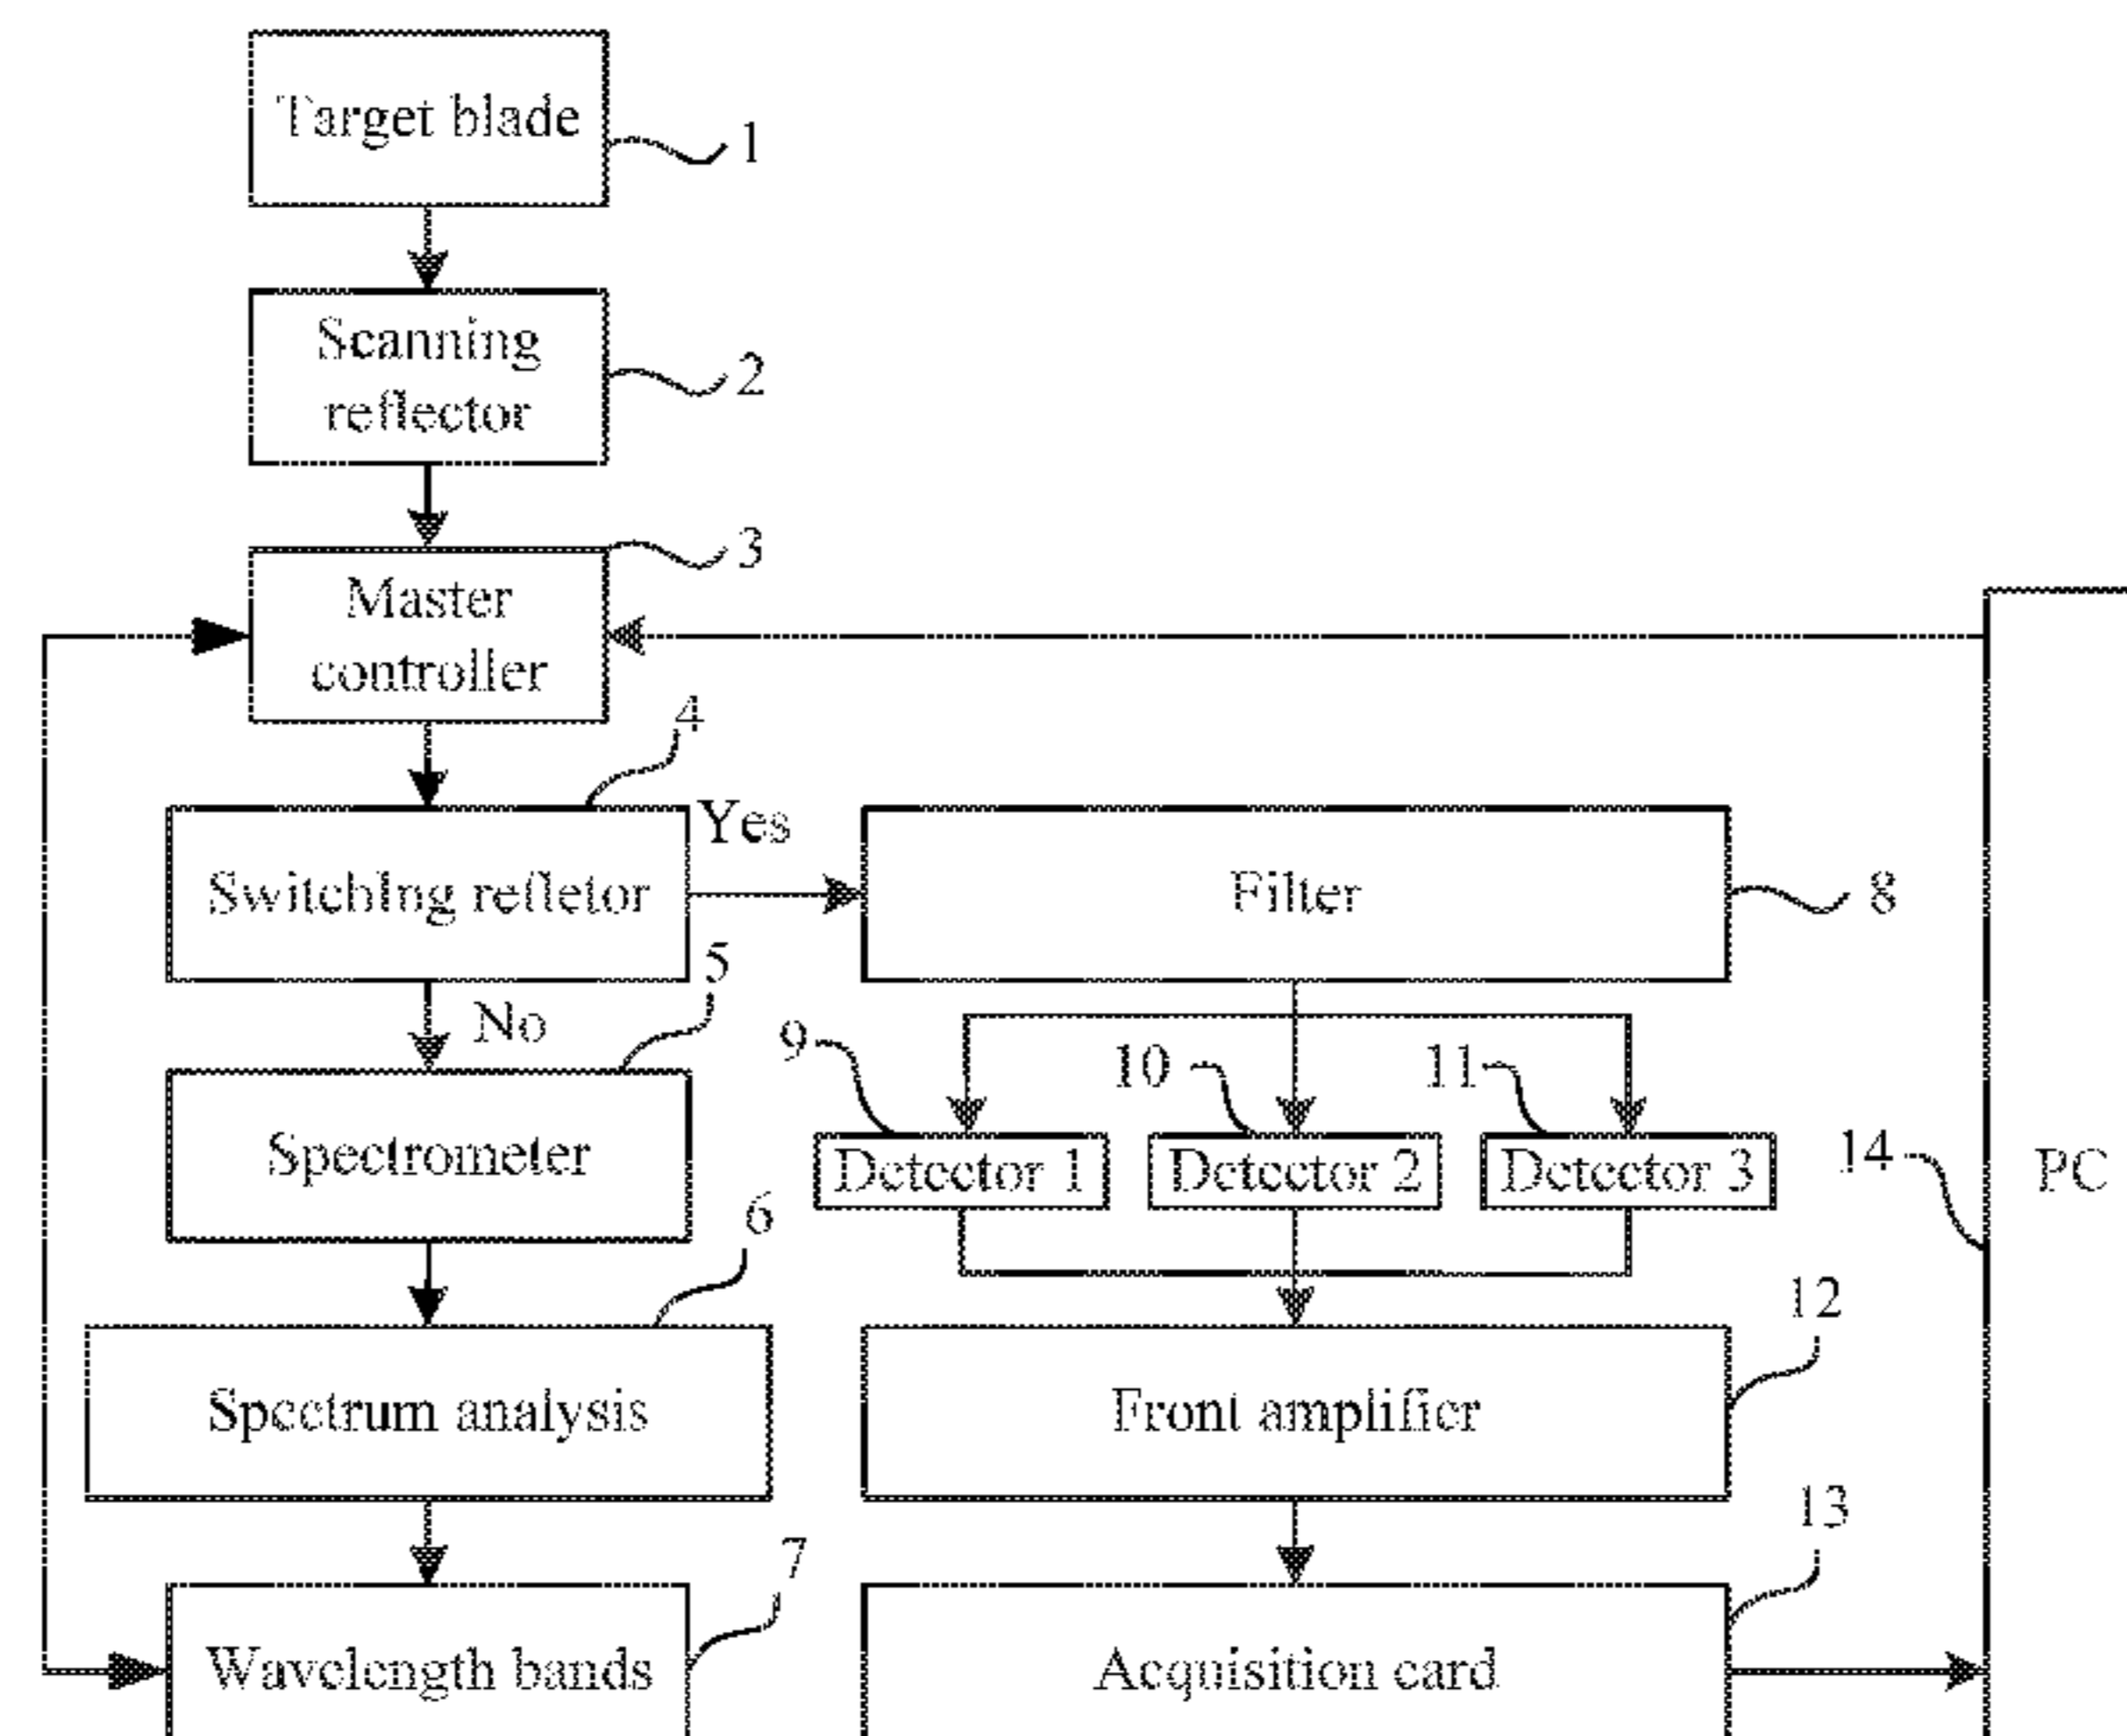 Target blade
1
Scanning
reflector
2
3
Master
controller
4
Yes
Switching refletor
Filter
8
No
5
9
10
11
Spectrometer
Detector 1
Detector 2
Detector 3
14
PC
6
12
Spectrum analysis
Front amplifier
7
13
Wavelength bands
Acquisition card